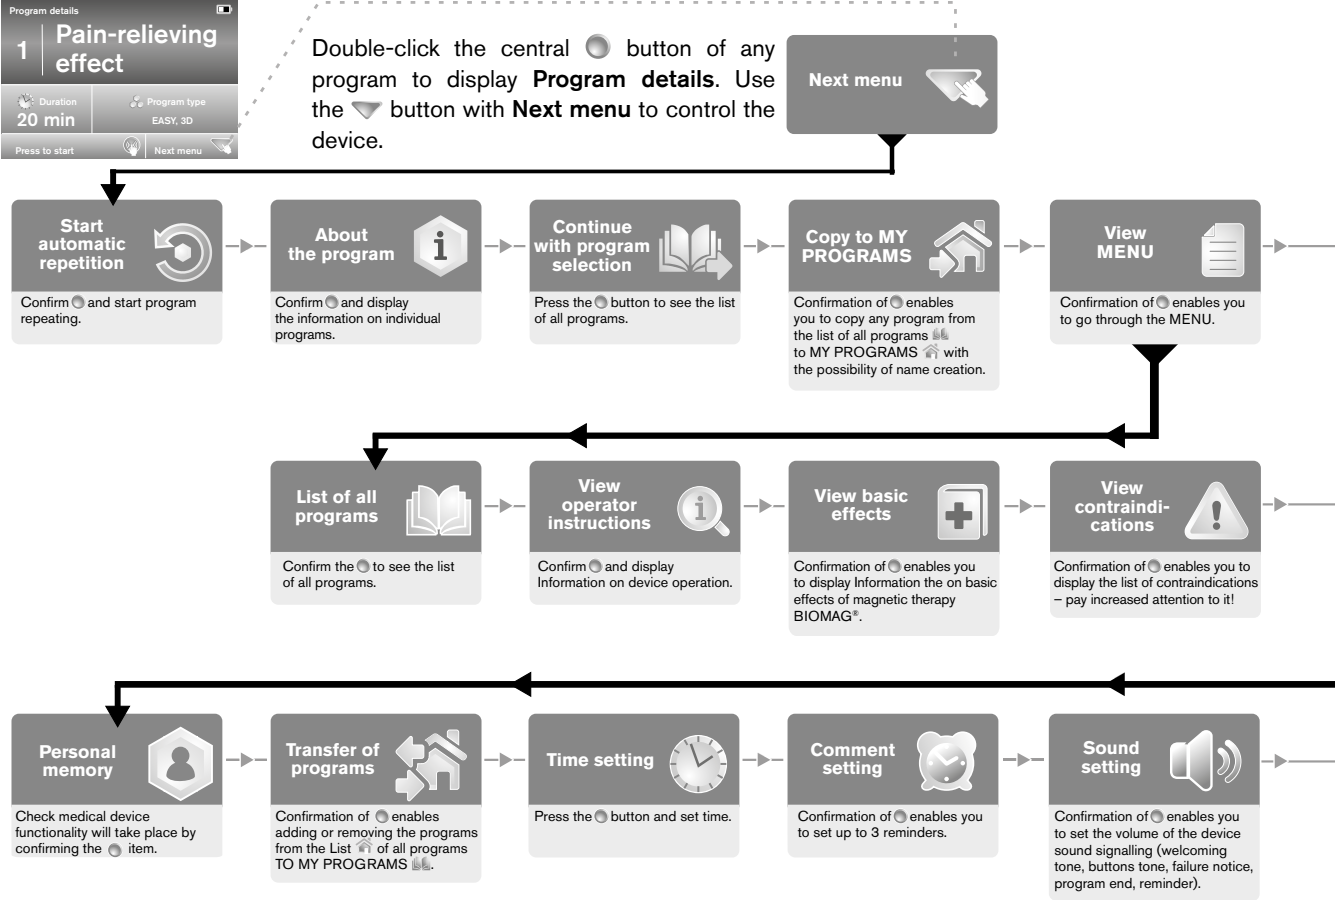 Program details
1
Pain-relieving
effect
Duration
20 min
Program type
EASY, 3D
Press to start
Next menu
Double-click the central button of any
program to display Program details. Use
the button with Next menu to control the
device.
Next menu
Start
automatic
repetition
Confirm and start program
repeating.
About
the program
Confirm and display
the information on individual
programs.
Continue
with program
selection
Press the button to see the list
of all programs.
Copy to MY
PROGRAMS
Confirmation of enables
you to copy any program from
the list of all programs
to MY PROGRAMS with
the possibility of name creation.
View
MENU
Confirmation of enables you
to go through the MENU.
List of all
programs
Confirm the to see the list
of all programs.
View
operator
instructions
Confirm and display
Information on device operation.
View basic
effects
Confirmation of enables you
to display Information the on basic
effects of magnetic therapy
BIOMAG®.
View
contraindi-
cations
Confirmation of enables you to
display the list of contraindications
– pay increased attention to it!
Personal
memory
Check medical device
functionality will take place by
confirming the item.
Transfer of
programs
Confirmation of enables
adding or removing the programs
from the List of all programs
TO MY PROGRAMS .
Time setting
Press the button and set time.
Comment
setting
Confirmation of enables you
to set up to 3 reminders.
Sound
setting
Confirmation of enables you
to set the volume of the device
sound signalling (welcoming
tone, buttons tone, failure notice,
program end, reminder).